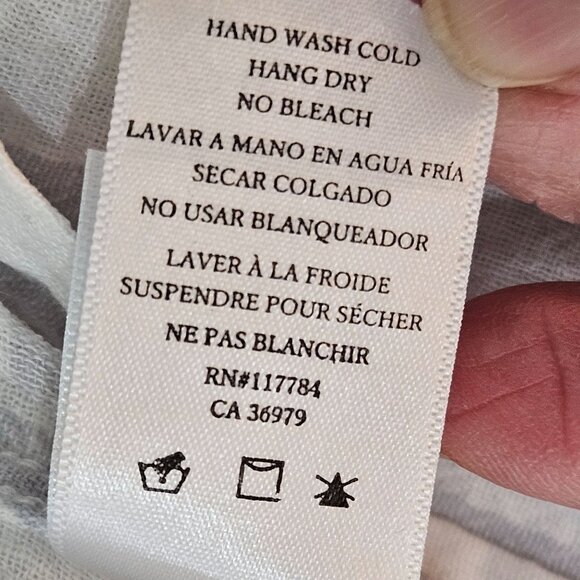 HAND WASH COLD
HANG DRY
NO BLEACH
LAVAR A MANO EN AGUA FRÍA
SECAR COLGADO
NO USAR BLANQUEADOR
LAVER À LA FROIDE
SUSPENDRE POUR SÉCHER
NE PAS BLANCHIR
RN#117784
CA 36979